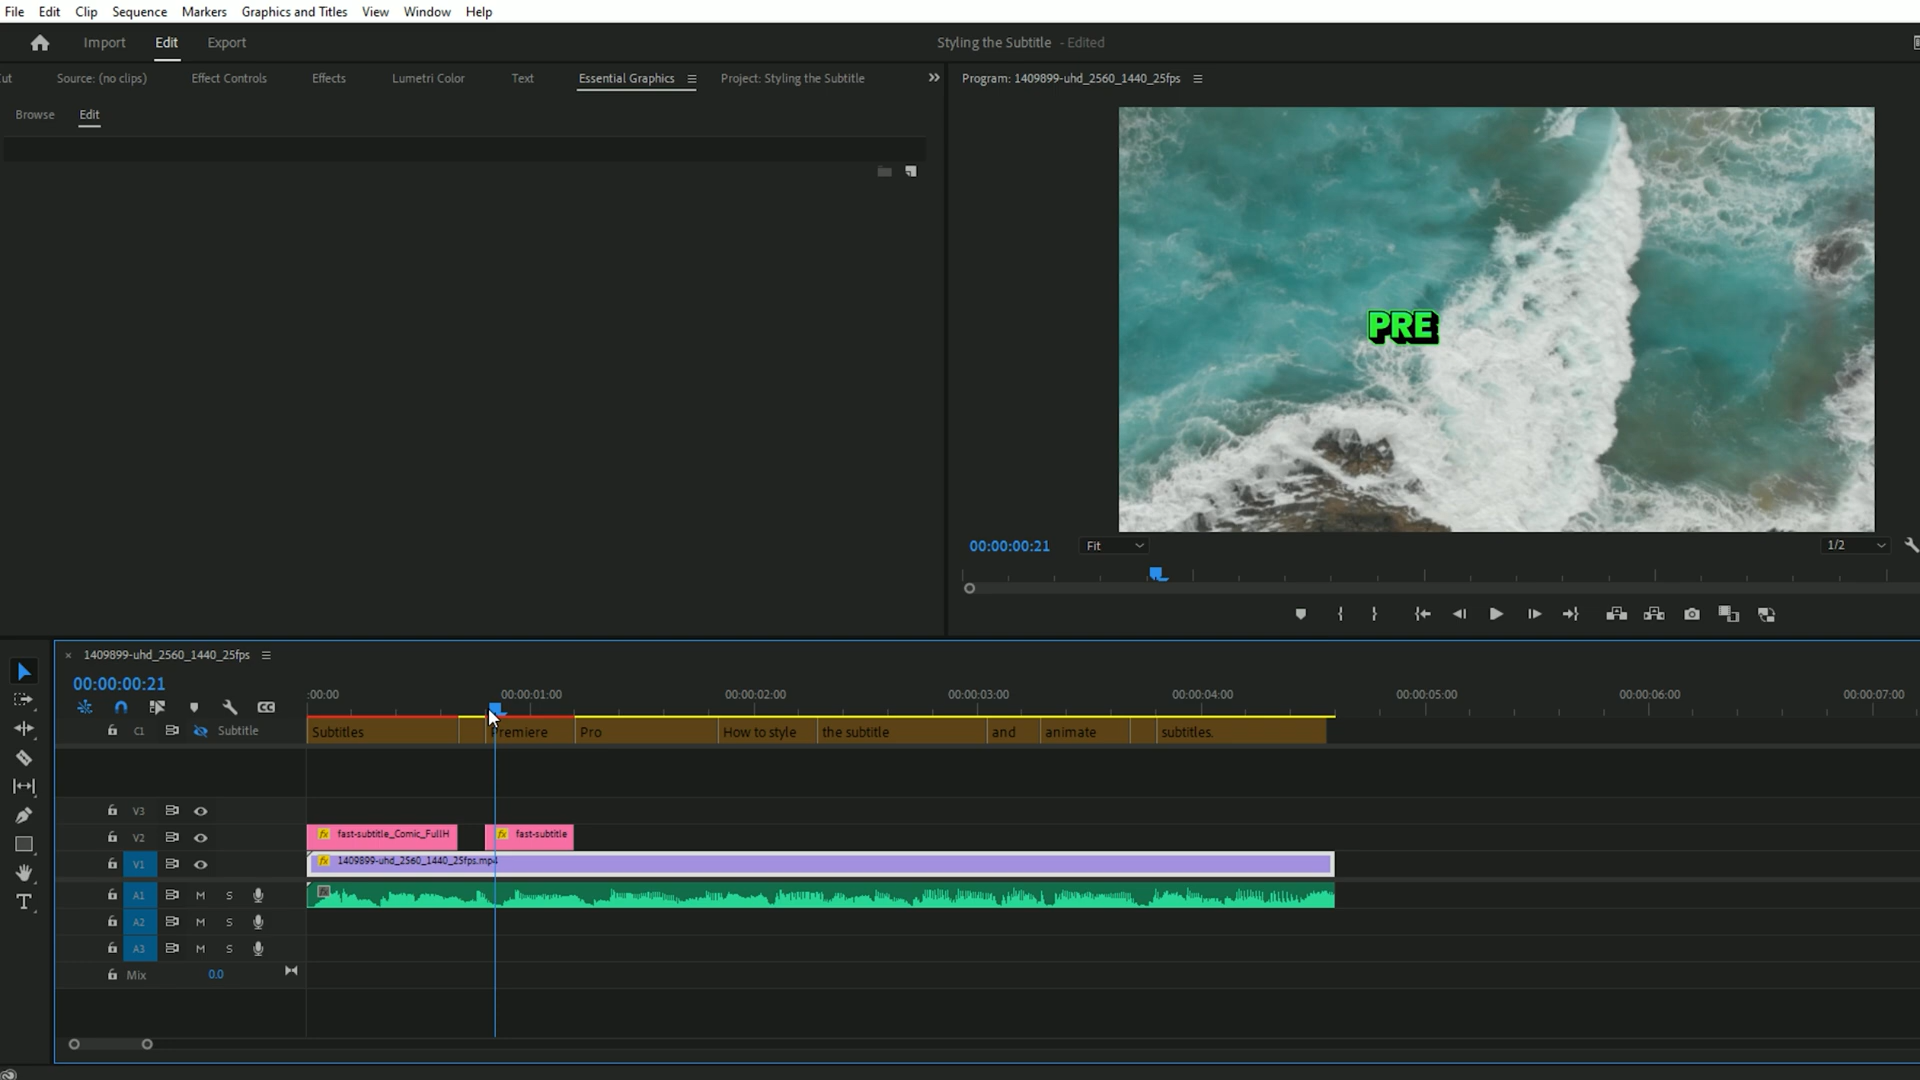 File Edit Clip Sequence Markers Graphics and Titles View Window Help
Import Edit Export
Styling the Subtitle - Edited
ut Source: (no clips) Effect Controls Effects Lumetri Color Text Essential Graphics Project: Styling the Subtitle
Program: 1409899-uhd_2560_1440_25fps
Browse Edit
PRE
00:00:00:21 Fit 1/2
× 1409899-uhd_2560_1440_25fps
00:00:00:21
:00:00 00:00:01:00 00:00:02:00 00:00:03:00 00:00:04:00 00:00:05:00 00:00:06:00 00:00:07:00
CC
C1 Subtitle Subtitles Premiere Pro How to style the subtitle and animate subtitles.
V3
V2 fx fast-subtitle_Comic_FullH fx fast-subtitle
V1 fx 1409899-uhd_2560_1440_25fps.mp4
A1 M S fx
A2 M S
A3 M S
Mix 0.0
T